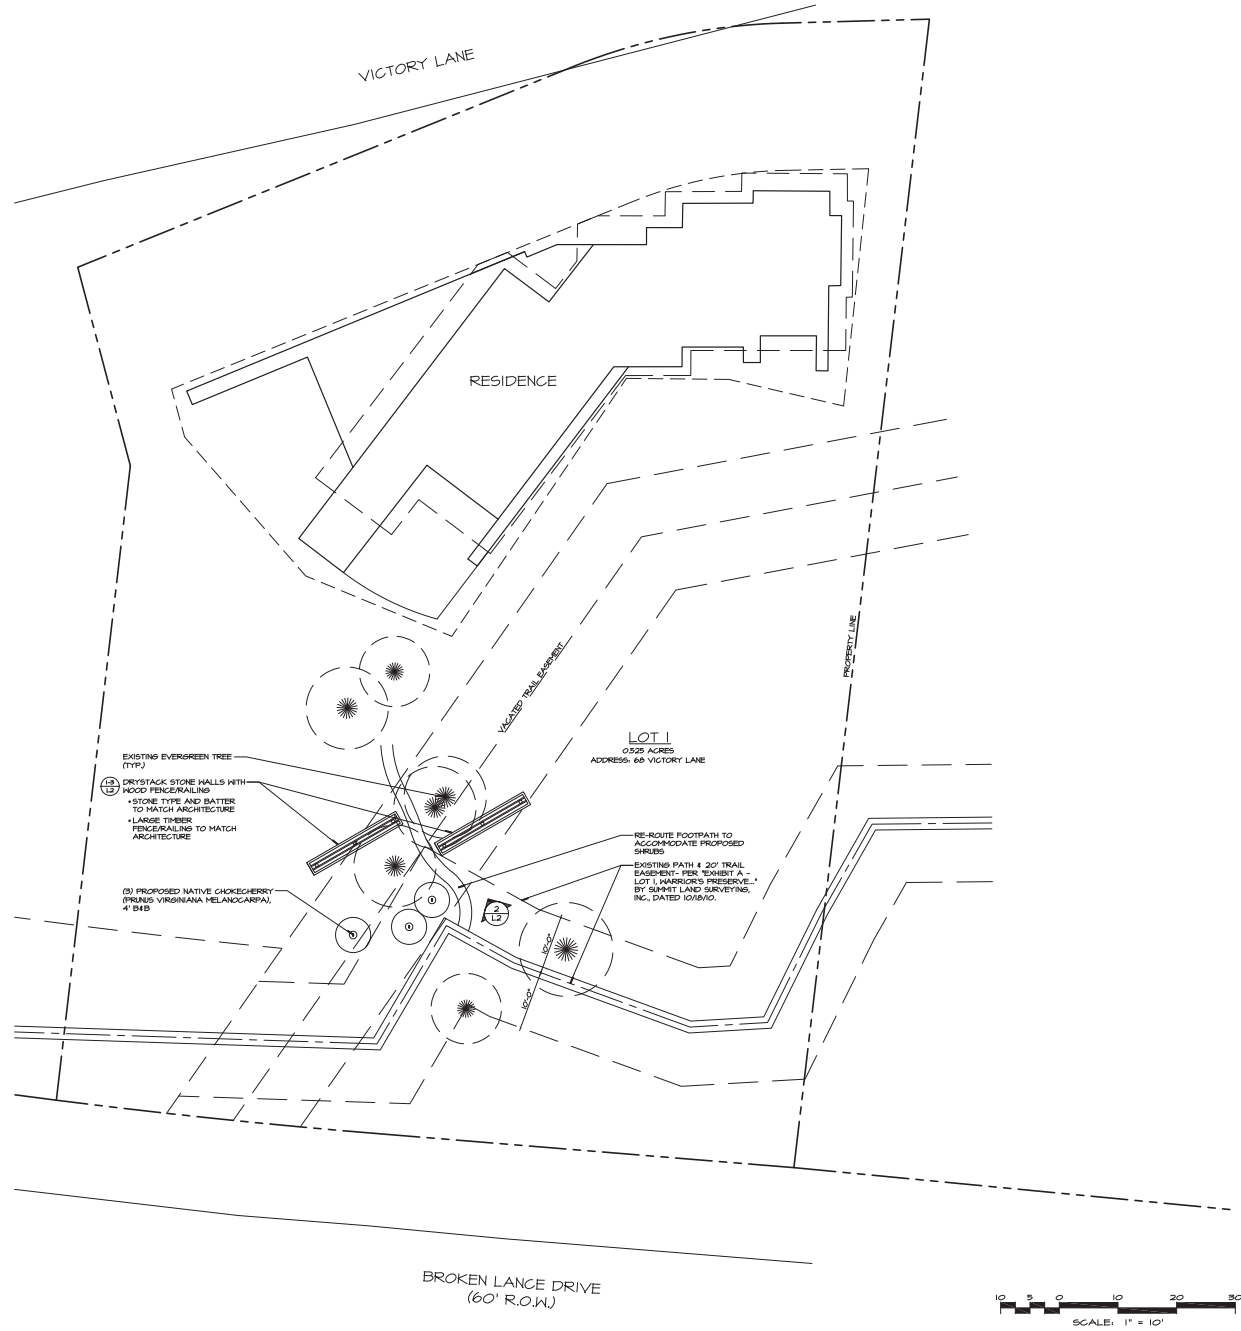 VICTORY LANE
RESIDENCE
PROPERTY LINE
VACATED TRAIL EASEMENT
LOT 1
0.525 ACRES
ADDRESS: 68 VICTORY LANE
EXISTING EVERGREEN TREE
(TYP.)
1-3
L2
DRYSTACK STONE WALLS WITH
WOOD FENCE/RAILING
• STONE TYPE AND BATTER
TO MATCH ARCHITECTURE
• LARGE TIMBER
FENCE/RAILING TO MATCH
ARCHITECTURE
RE-ROUTE FOOTPATH TO
ACCOMMODATE PROPOSED
SHRUBS
EXISTING PATH & 20' TRAIL
EASEMENT- PER "EXHIBIT A -
LOT 1, WARRIOR'S PRESERVE..."
BY SUMMIT LAND SURVEYING,
INC., DATED 10/18/10.
(3) PROPOSED NATIVE CHOKECHERRY
(PRUNUS VIRGINIANA MELANOCARPA),
4' B&B
2
L2
10'-0"
10'-0"
BROKEN LANCE DRIVE
(60' R.O.W.)
10 5 0 10 20 30
SCALE: 1" = 10'